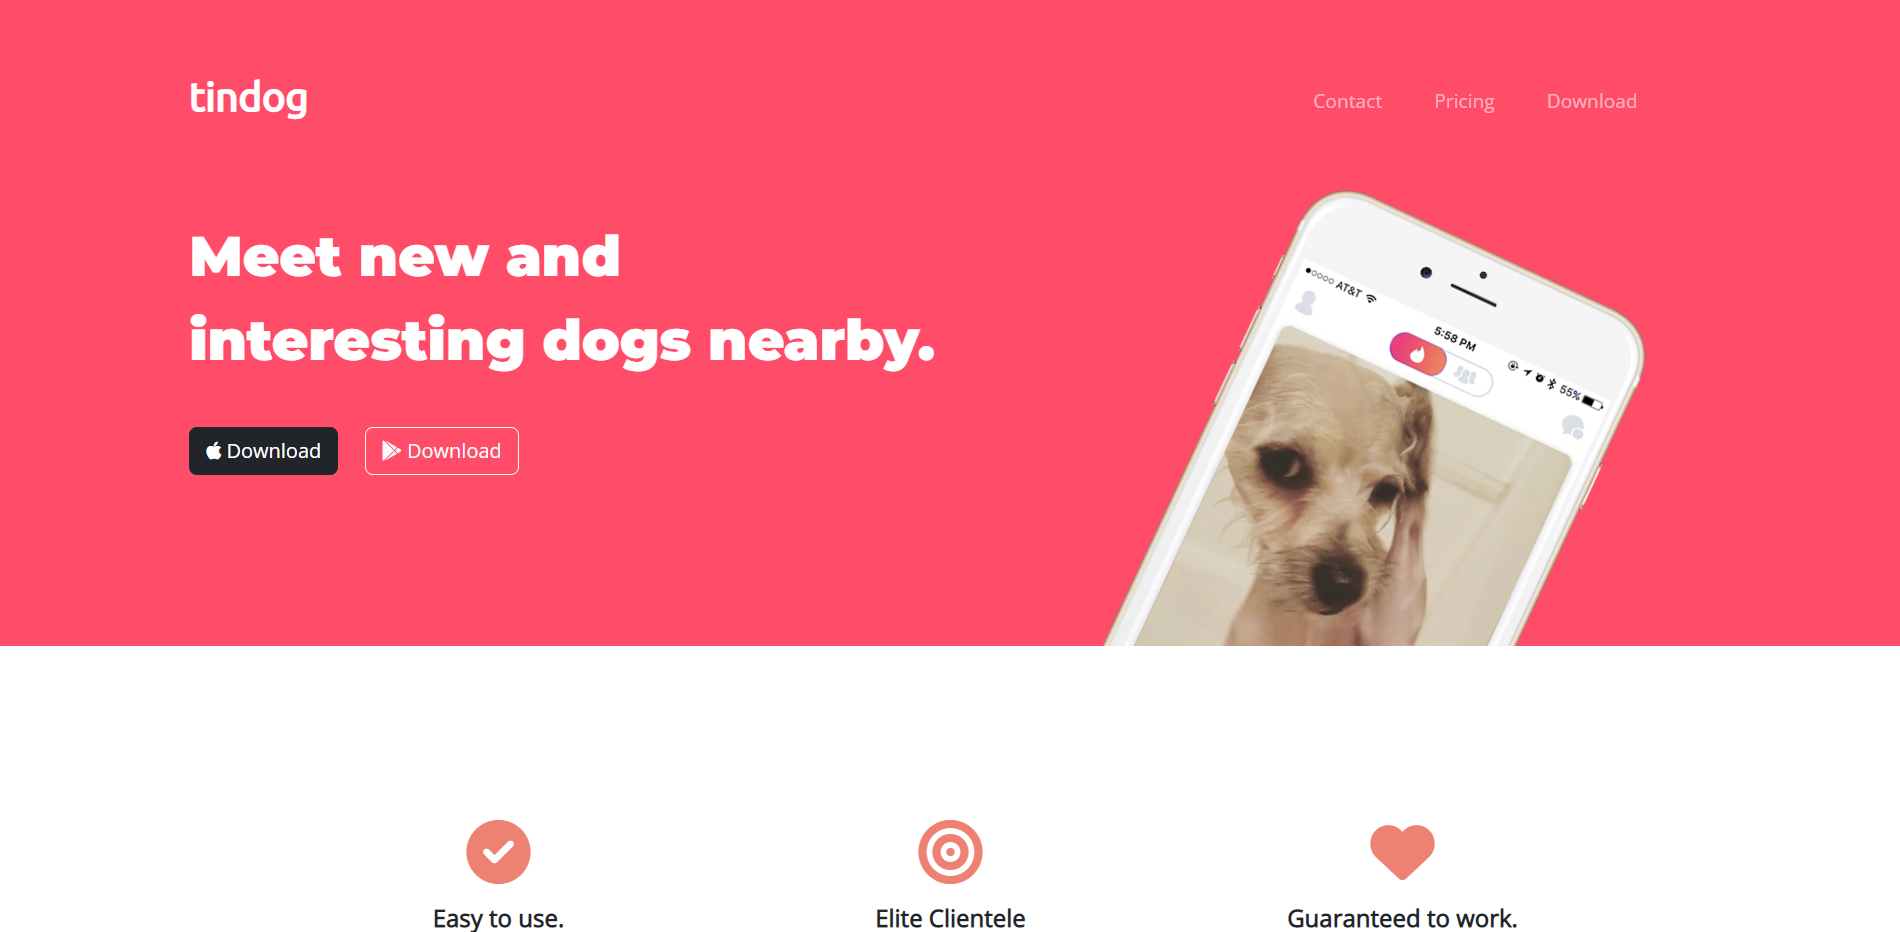 tindog
Contact Pricing Download
Meet new and
interesting dogs nearby.
Download Download
AT&T
5:58 PM
55%
Easy to use.
Elite Clientele
Guaranteed to work.